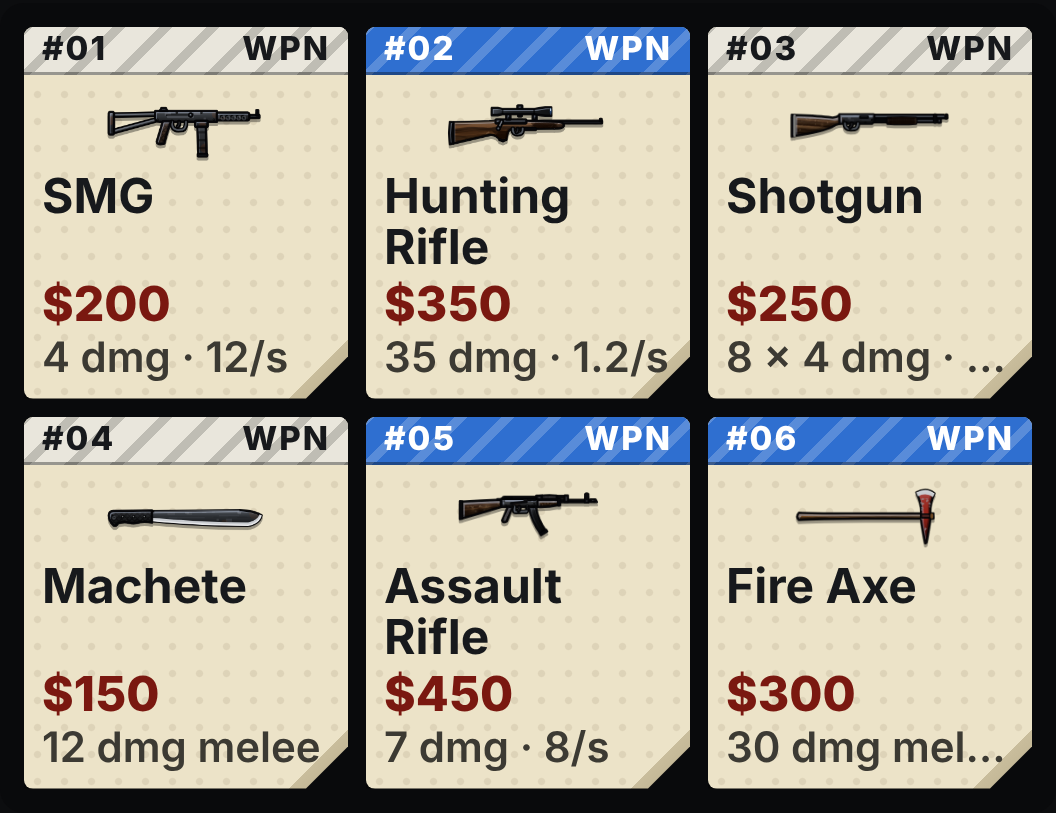 #01 WPN
SMG
$200
4 dmg · 12/s
#02 WPN
Hunting
Rifle
$350
35 dmg · 1.2/s
#03 WPN
Shotgun
$250
8 × 4 dmg · ...
#04 WPN
Machete
$150
12 dmg melee
#05 WPN
Assault
Rifle
$450
7 dmg · 8/s
#06 WPN
Fire Axe
$300
30 dmg mel...